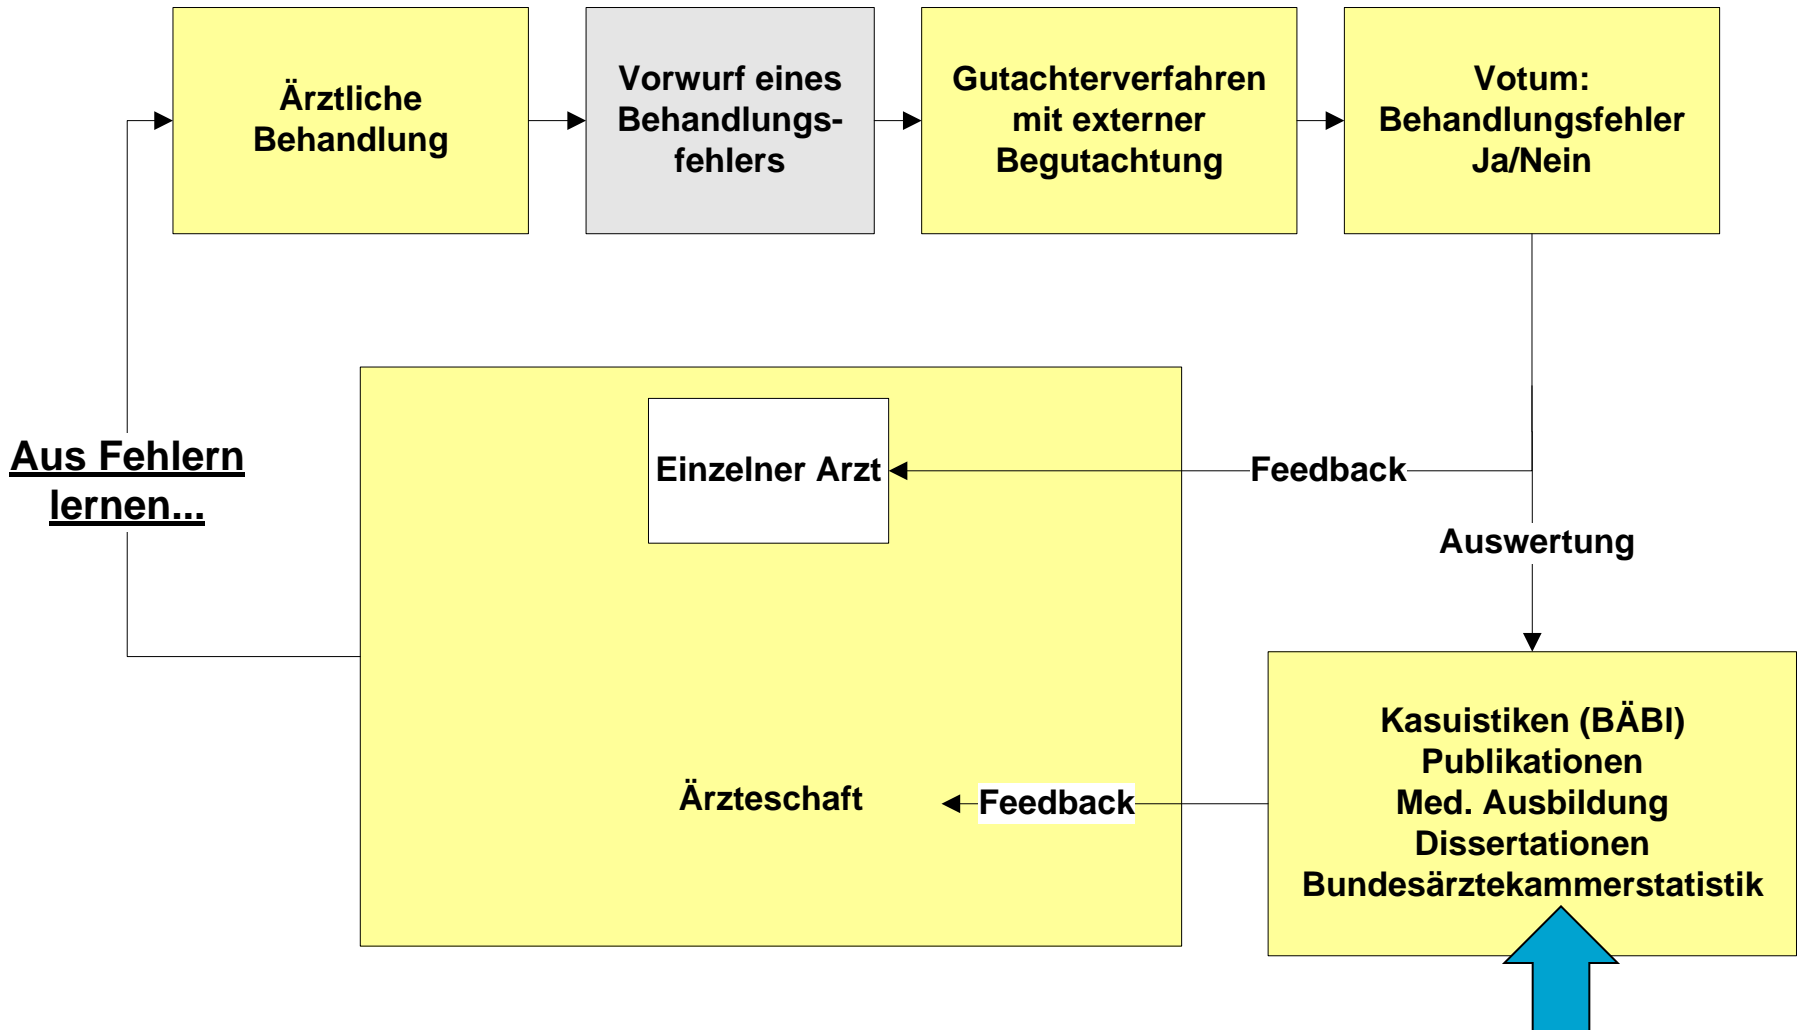 Ärztliche
Behandlung
Vorwurf eines
Behandlungs-
fehlers
Gutachterverfahren
mit externer
Begutachtung
Votum:
Behandlungsfehler
Ja/Nein
Aus Fehlern
lernen...
Einzelner Arzt
Feedback
Auswertung
Ärzteschaft
Feedback
Kasuistiken (BÄBl)
Publikationen
Med. Ausbildung
Dissertationen
Bundesärztekammerstatistik